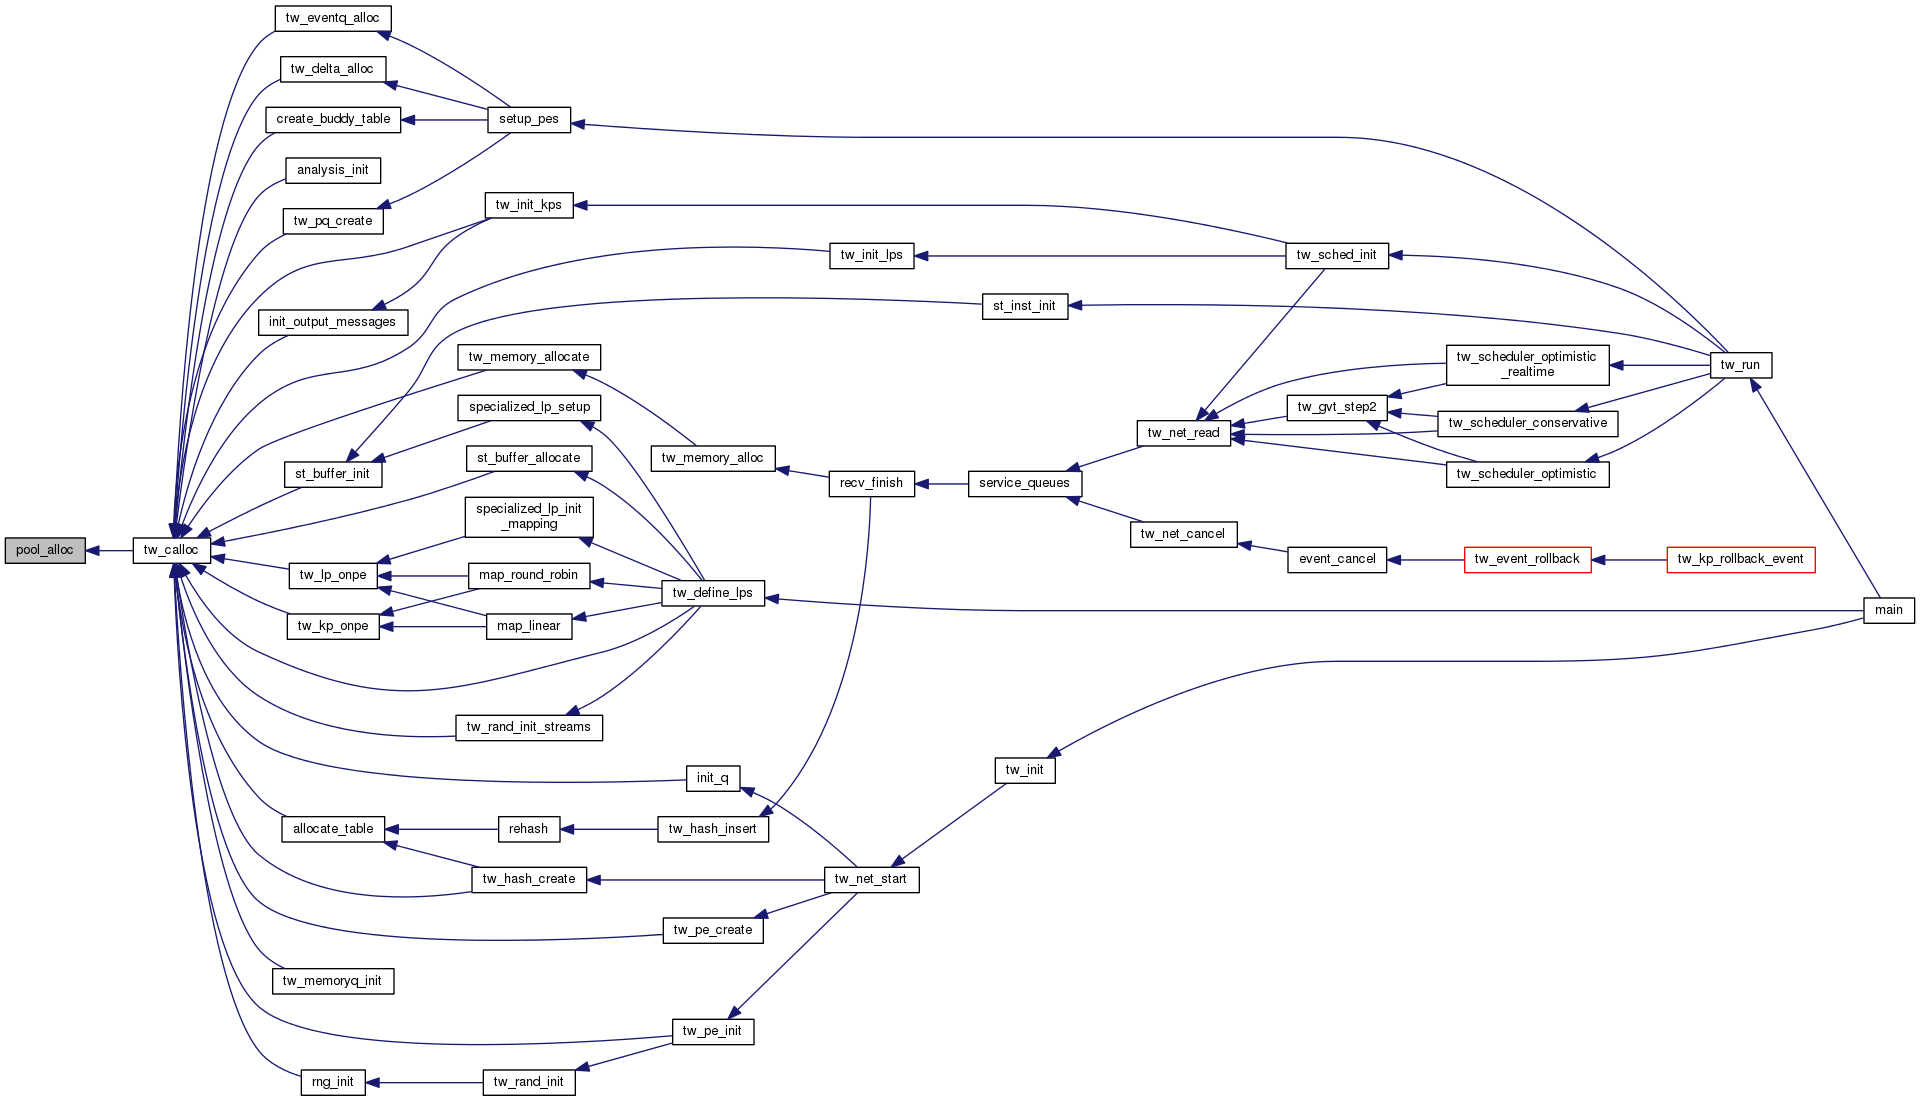 tw_eventq_alloc
tw_delta_alloc
create_buddy_table
setup_pes
analysis_init
tw_pq_create
tw_init_kps
tw_init_lps
tw_sched_init
st_inst_init
init_output_messages
tw_memory_allocate
tw_scheduler_optimistic
_realtime
tw_run
specialized_lp_setup
tw_gvt_step2
tw_scheduler_conservative
tw_net_read
st_buffer_allocate
tw_memory_alloc
st_buffer_init
tw_scheduler_optimistic
recv_finish
service_queues
specialized_lp_init
_mapping
tw_net_cancel
pool_alloc
tw_calloc
event_cancel
tw_event_rollback
tw_kp_rollback_event
tw_lp_onpe
map_round_robin
tw_define_lps
main
tw_kp_onpe
map_linear
tw_rand_init_streams
tw_init
init_q
allocate_table
rehash
tw_hash_insert
tw_hash_create
tw_net_start
tw_pe_create
tw_memoryq_init
tw_pe_init
rng_init
tw_rand_init